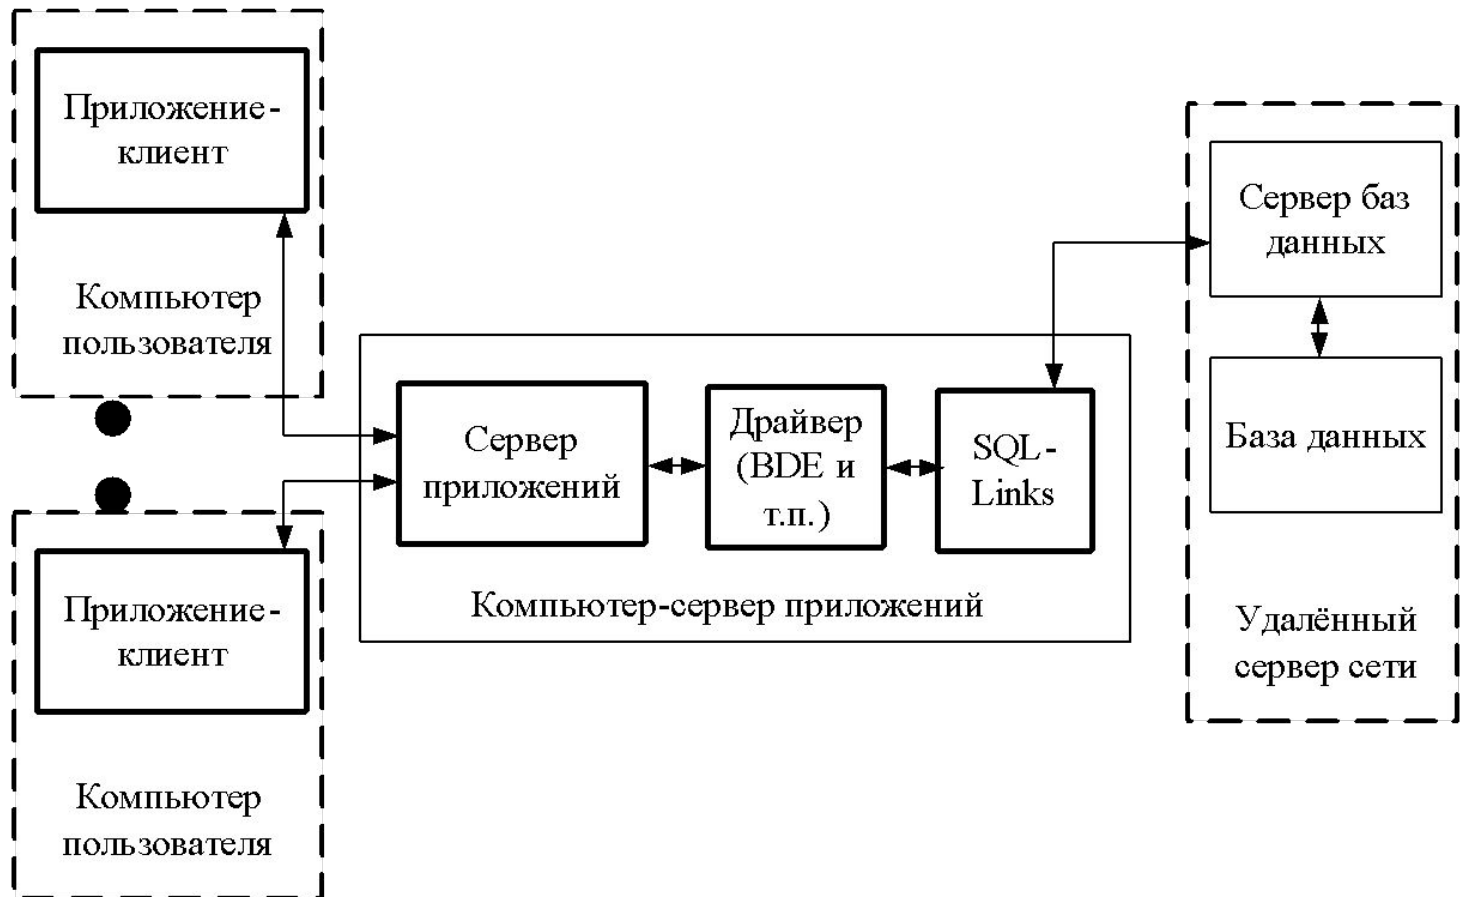 Приложение-
клиент
Компьютер
пользователя
Приложение-
клиент
Компьютер
пользователя
Сервер
приложений
Драйвер
(BDE и
т.п.)
SQL-
Links
Компьютер-сервер приложений
Сервер баз
данных
База данных
Удалённый
сервер сети